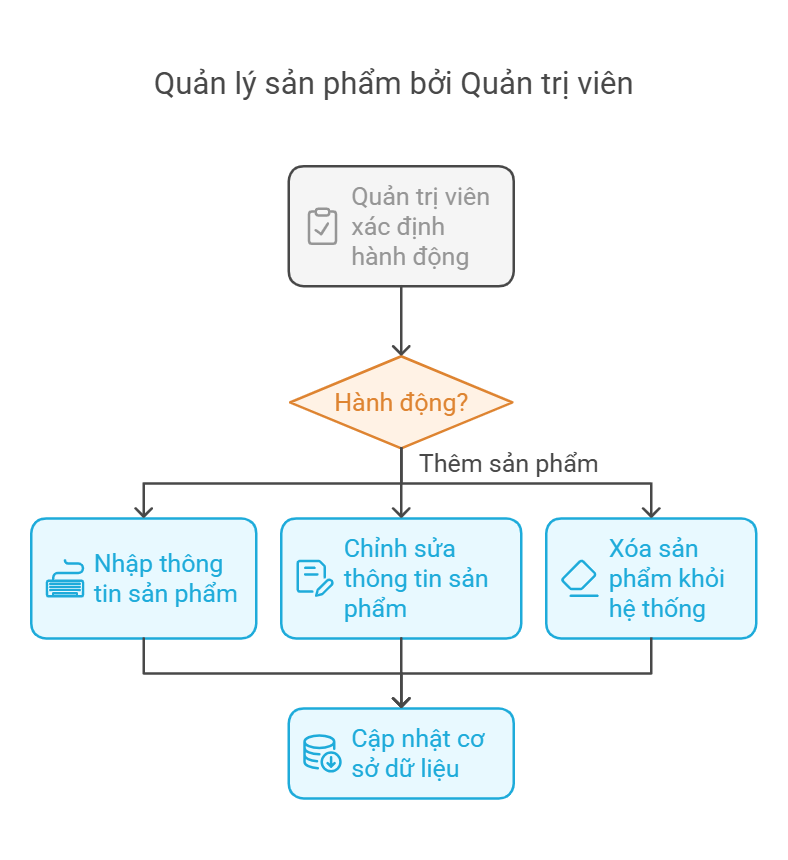 Quản lý sản phẩm bởi Quản trị viên
Quản trị viên
xác định
hành động
Hành động?
Thêm sản phẩm
Nhập thông
tin sản phẩm
Chỉnh sửa
thông tin sản
phẩm
Xóa sản
phẩm khỏi
hệ thống
Cập nhật cơ
sở dữ liệu